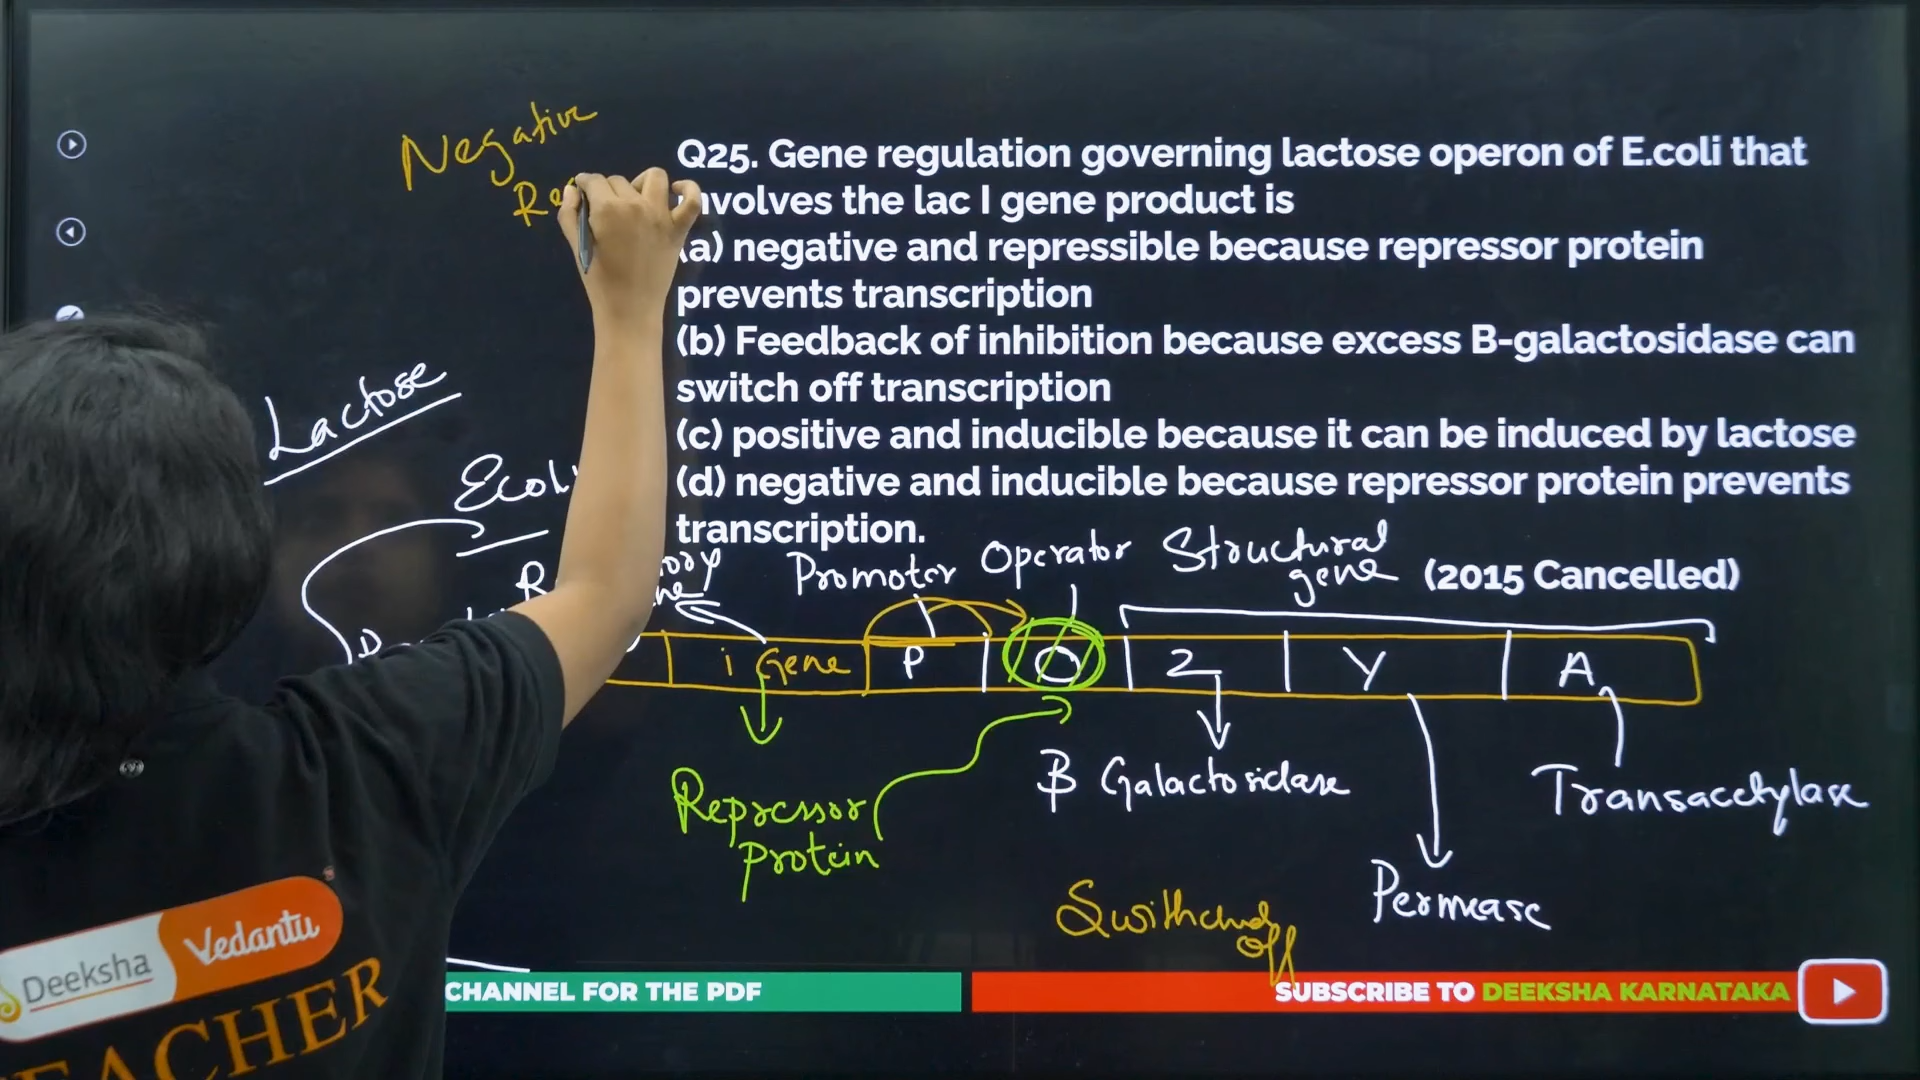 Negative
Q25. Gene regulation governing lactose operon of E.coli that
involves the lac I gene product is
(a) negative and repressible because repressor protein
prevents transcription
(b) Feedback of inhibition because excess B-galactosidase can
switch off transcription
(c) positive and inducible because it can be induced by lactose
(d) negative and inducible because repressor protein prevents
transcription.
(2015 Cancelled)
Lactose
Promoter Operator Structural
gene
i Gene P O Z Y A
Repressor
protein
β Galactosidase
Transacetylase
Permease
Swithched
off
Deeksha Vedantu
TEACHER
CHANNEL FOR THE PDF
SUBSCRIBE TO DEEKSHA KARNATAKA